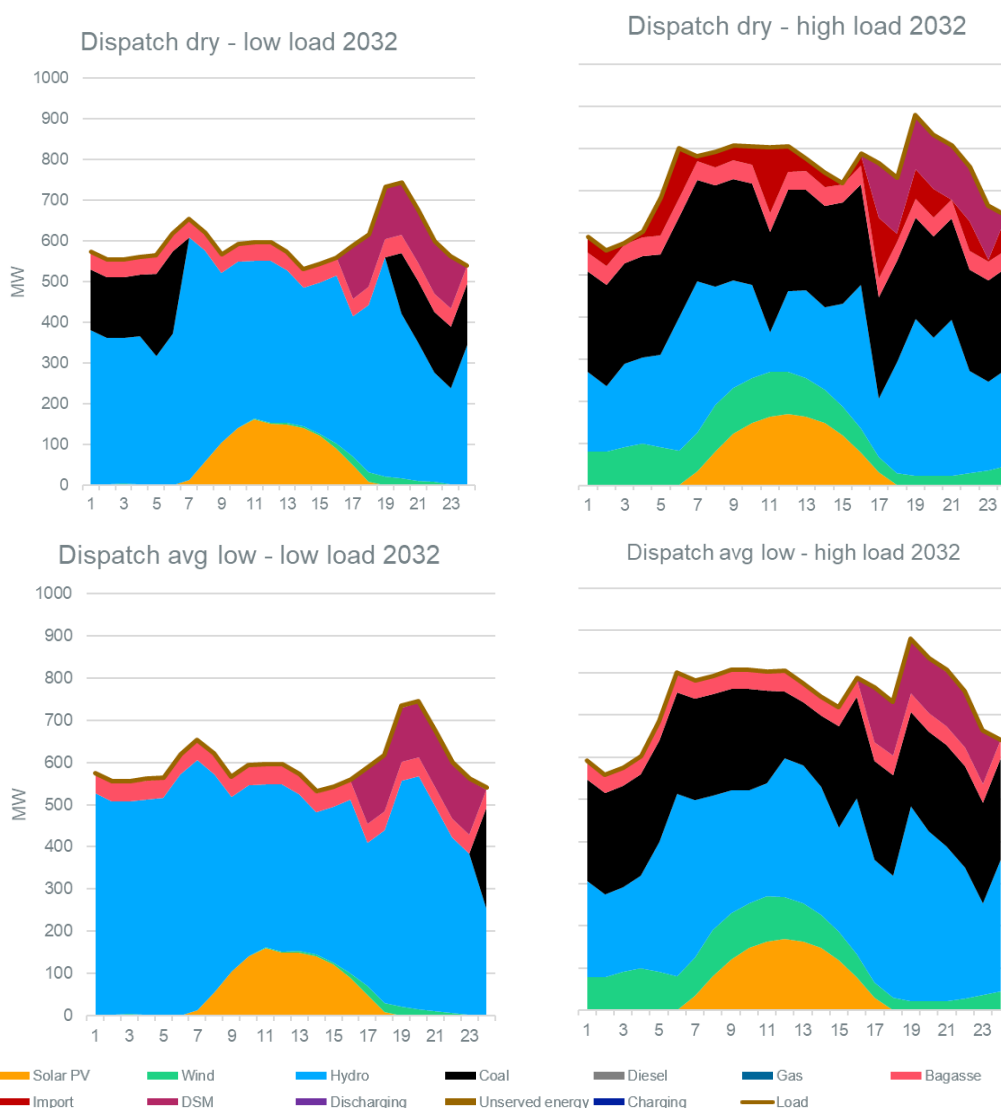 Dispatch dry - low load 2032
1000
900
800
700
600
500
400
300
200
100
0
MW
1 3 5 7 9 11 13 15 17 19 21 23
Dispatch dry - high load 2032
1 3 5 7 9 11 13 15 17 19 21 23
Dispatch avg low - low load 2032
1000
900
800
700
600
500
400
300
200
100
0
MW
1 3 5 7 9 11 13 15 17 19 21 23
Dispatch avg low - high load 2032
1 3 5 7 9 11 13 15 17 19 21 23
Solar PV Wind Hydro Coal Diesel Gas Bagasse
Import DSM Discharging Unserved energy Charging Load